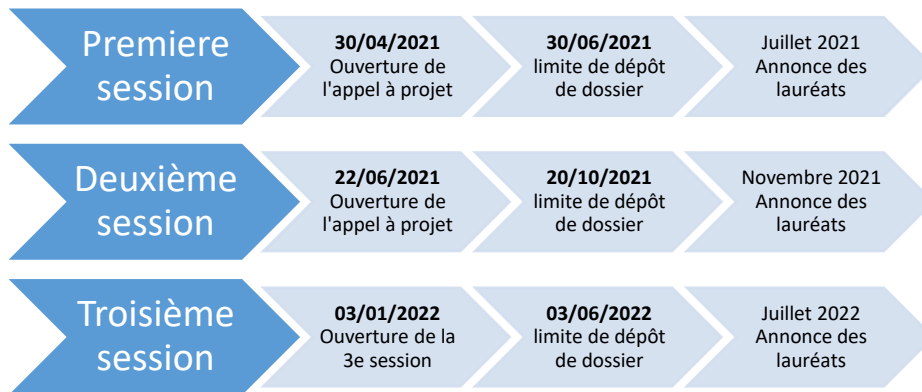 Premiere
session
30/04/2021
Ouverture de
l'appel à projet
30/06/2021
limite de dépôt
de dossier
Juillet 2021
Annonce des
lauréats
Deuxième
session
22/06/2021
Ouverture de
l'appel à projet
20/10/2021
limite de dépôt
de dossier
Novembre 2021
Annonce des
lauréats
Troisième
session
03/01/2022
Ouverture de la
3e session
03/06/2022
limite de dépôt
de dossier
Juillet 2022
Annonce des
lauréats